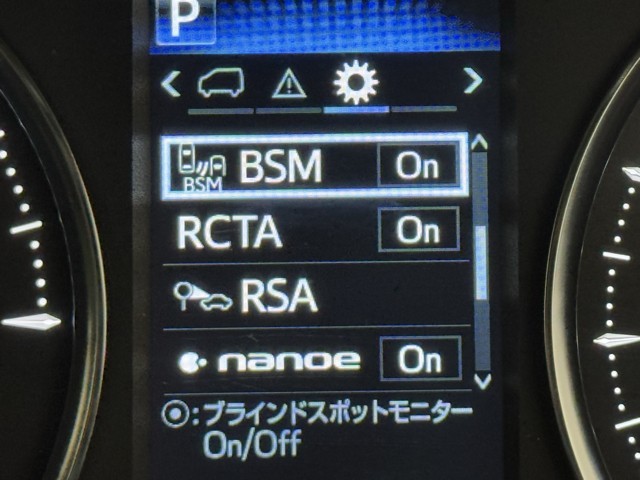 P
BSM BSM On
RCTA On
RSA
nanoe On
⦿:ブラインドスポットモニター
On/Off